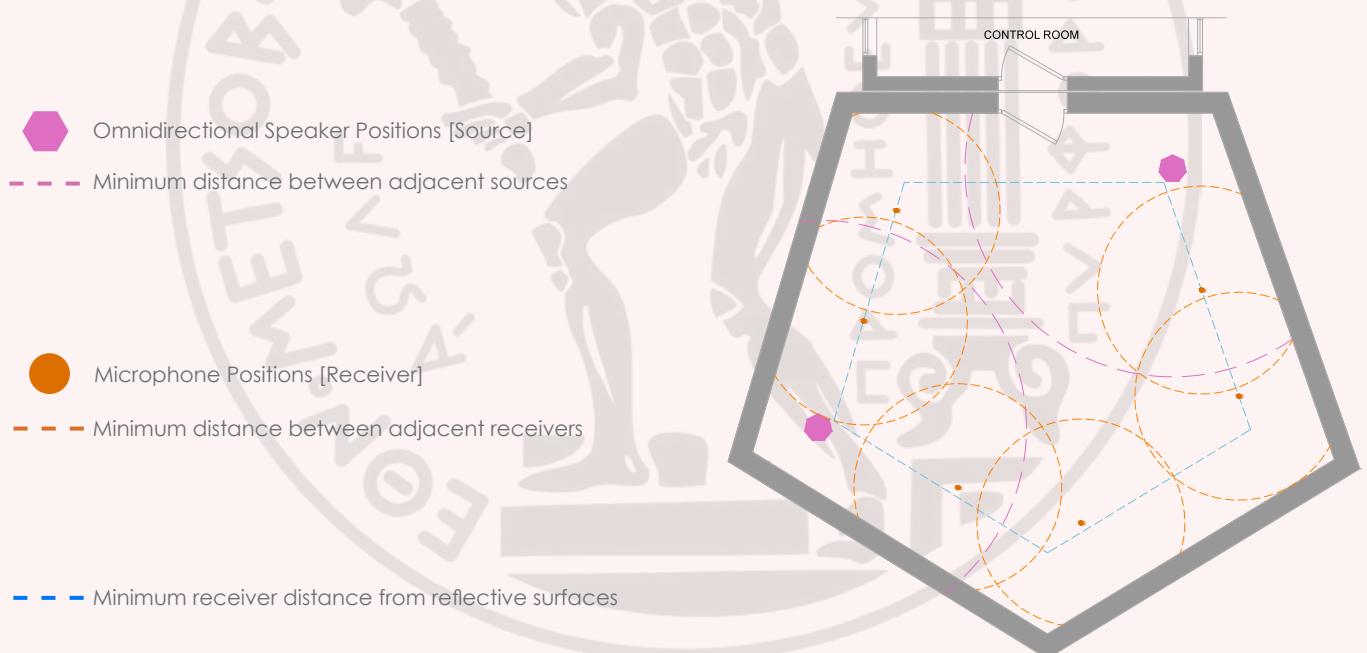 CONTROL ROOM
Omnidirectional Speaker Positions [Source]
Minimum distance between adjacent sources
Microphone Positions [Receiver]
Minimum distance between adjacent receivers
Minimum receiver distance from reflective surfaces